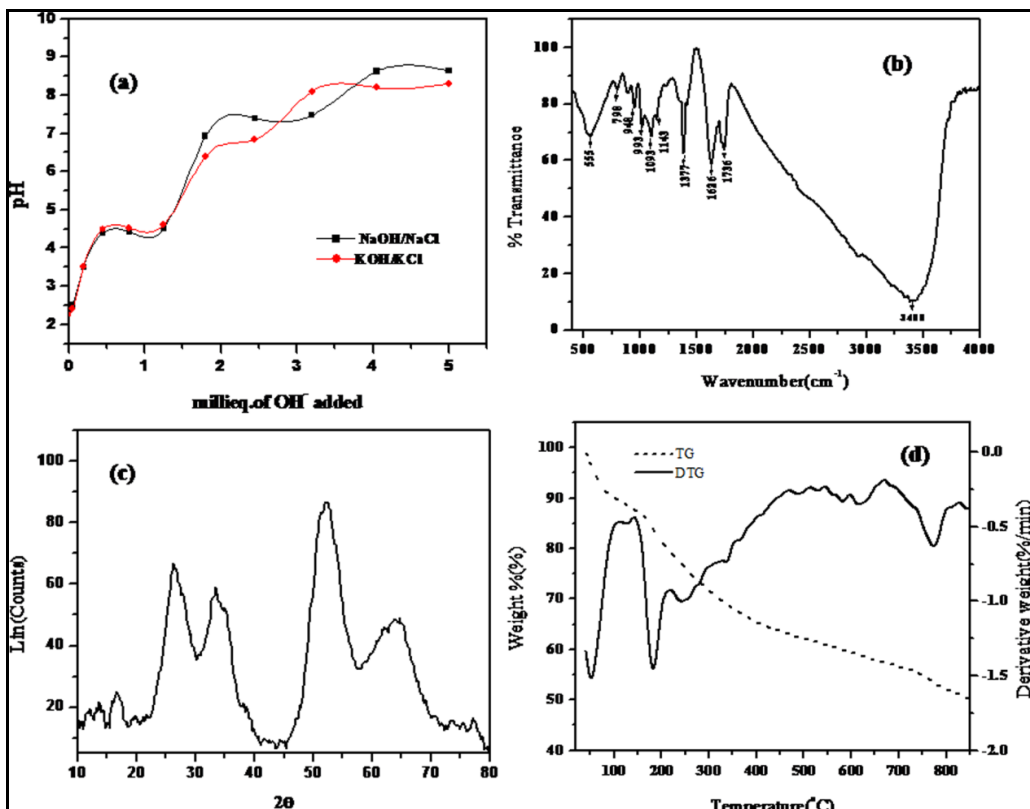 (a)
10
9
8
7
6
5
4
3
2
pH
NaOH/NaCl
KOH/KCl
0 1 2 3 4 5
millieq.of OH⁻ added
(b)
100
80
60
40
20
0
% Transmittance
555
798
948
993
1093
1143
1377
1626
1736
500 1000 1500 2000 2500 3000 3500 4000
Wavenumber(cm⁻¹)
(c)
100
80
60
40
20
Lin(Counts)
10 20 30 40 50 60 70 80
2θ
(d)
TG
DTG
100
90
80
70
60
50
40
Weight %(%)
0.0
-0.5
-1.0
-1.5
-2.0
Derivative weight(%/min)
0 100 200 300 400 500 600 700 800
Temperature(°C)